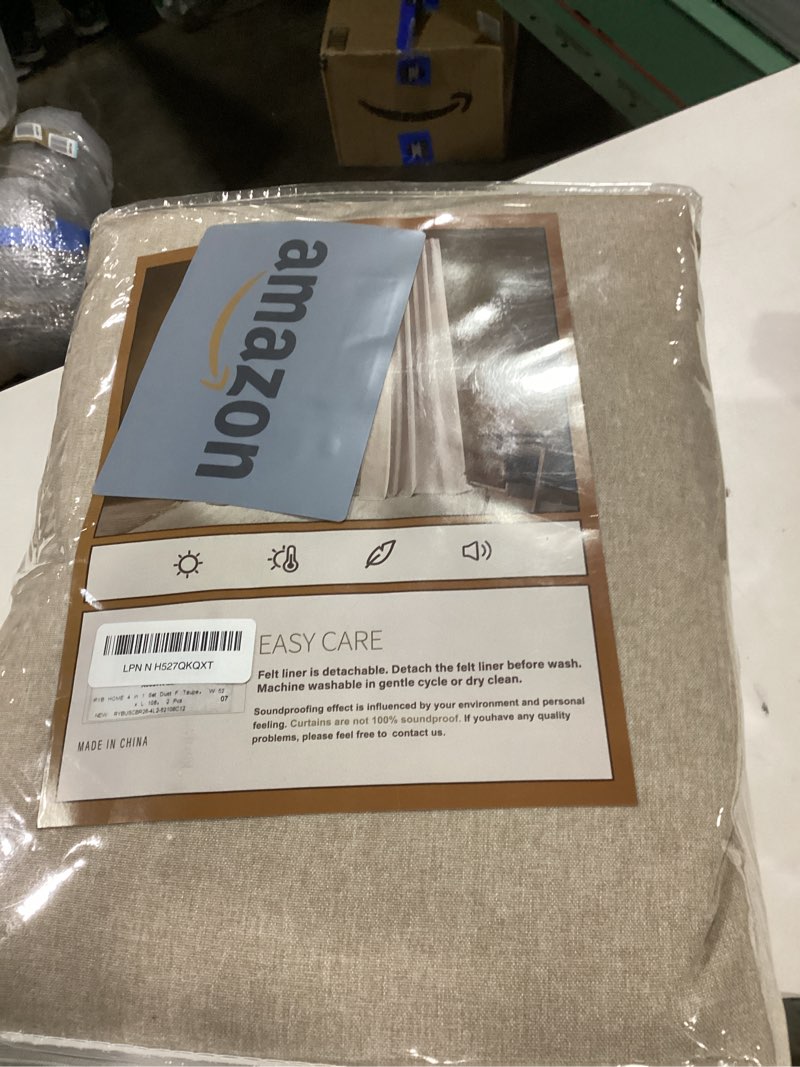 amazon
EASY CARE
LPN N H527QKQXT
Felt liner is detachable. Detach the felt liner before wash.
Machine washable in gentle cycle or dry clean.
RYB HOME 4 in 1 Set Dust F Taupe, W 52
x L 108, 2 Pcs
07
NEW
Soundproofing effect is influenced by your environment and personal
feeling. Curtains are not 100% soundproof. If youhave any quality
problems, please feel free to contact us.
MADE IN CHINA